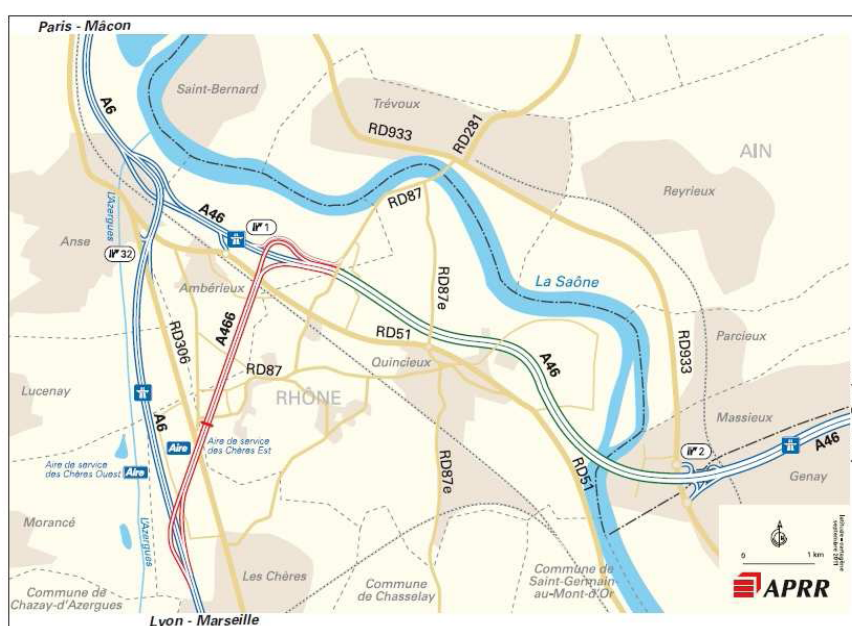 Paris - Mâcon
Saint-Bernard
A6
Trévoux
RD933
RD281
AIN
Reyrieux
RD87
L'Azergues
A46
1
Anse
32
Ambérieux
La Saône
RD87e
A466
RD306
RD51
A46
RD933
Parcieux
Quincieux
RD87
Lucenay
RHÔNE
Massieux
A6
A46
2
Aire
Aire de service
des Chères Est
Aire de service
des Chères Ouest
Aire
RD87e
RD51
Genay
Morancé
L'Azergues
septembre 2011
0
1 km
Les Chères
Commune de
Chazay-d'Azergues
Commune
de Chasselay
Commune de
Saint-Germain
au-Mont-d'Or
APRR
Lyon - Marseille